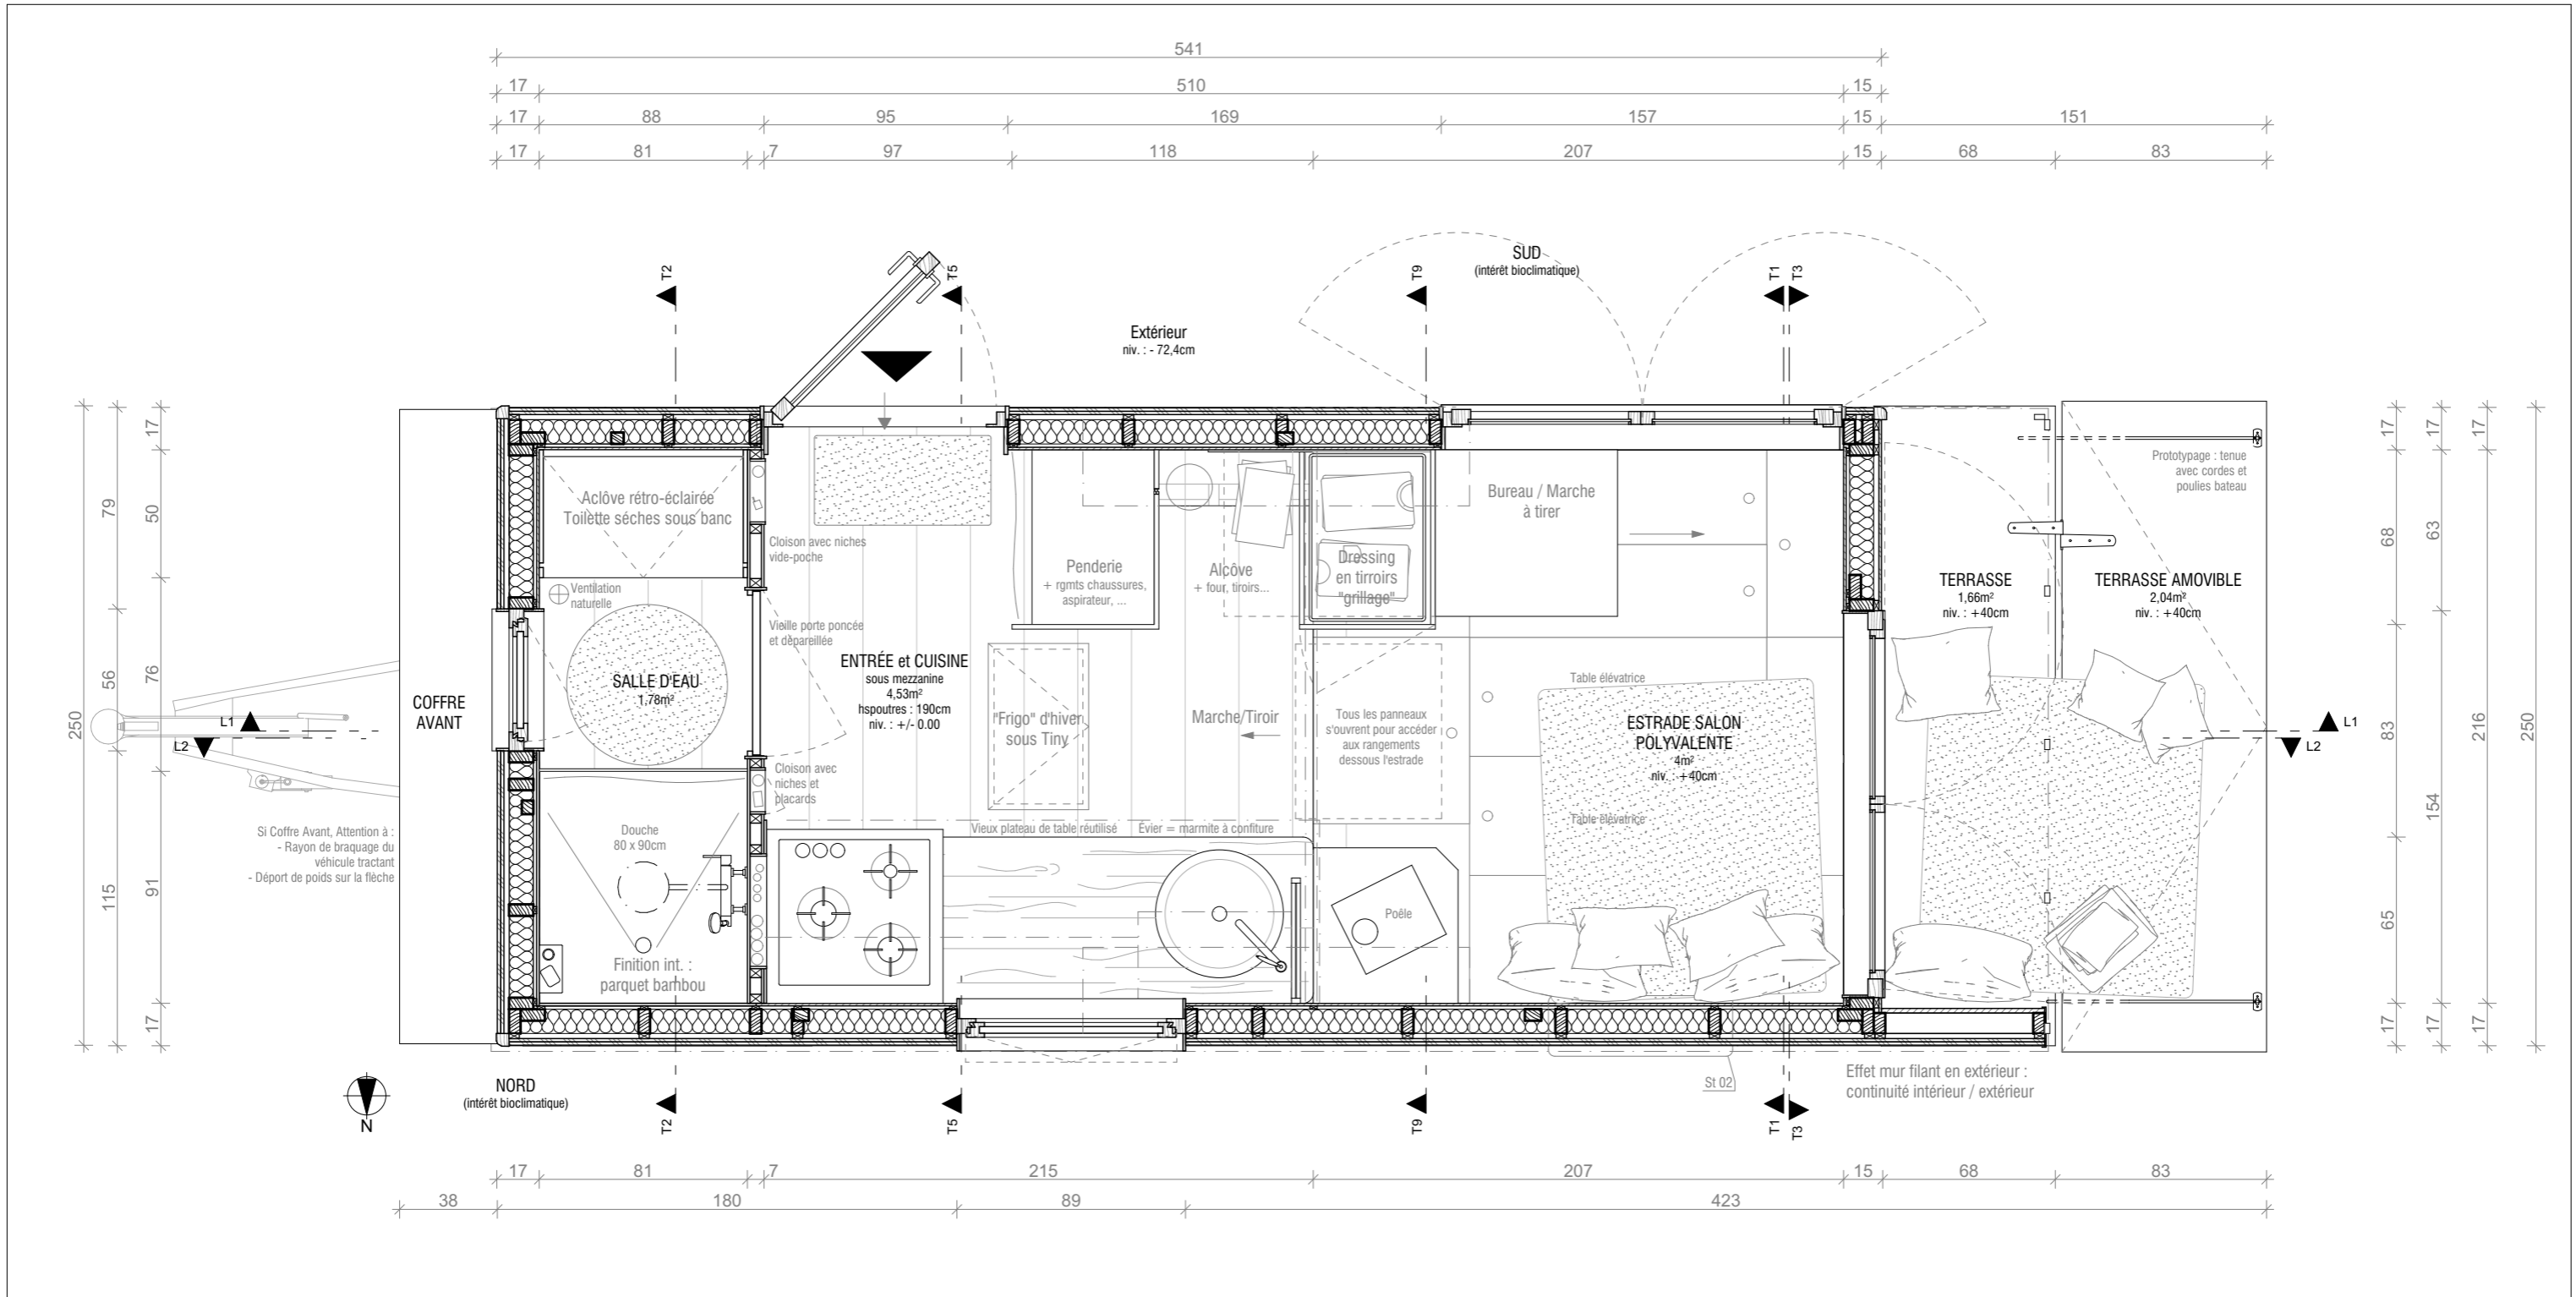 541
17
510
15
17
88
95
169
157
15
151
17
81
7
97
118
207
15
68
83
T2
T5
T9
T1
T3
SUD
(intérêt bioclimatique)
Extérieur
niv. : - 72,4cm
250
79
56
115
17
50
76
91
17
COFFRE
AVANT
L1
L2
Si Coffre Avant, Attention à :
- Rayon de braquage du
véhicule tractant
- Déport de poids sur la flèche
Aclôve rétro-éclairée
Toilette séches sous banc
Ventilation
naturelle
SALLE D'EAU
1,78m²
Douche
80 x 90cm
Finition int. :
parquet bambou
Cloison avec niches
vide-poche
Vieille porte poncée
et dépareillée
ENTRÉE et CUISINE
sous mezzanine
4,53m²
hspoutres : 190cm
niv. : +/- 0.00
Cloison avec
niches et
placards
Penderie
+ rgmts chaussures,
aspirateur, ...
Alcôve
+ four, tiroirs...
Dressing
en tirroirs
"grillage"
"Frigo" d'hiver
sous Tiny
Marche/Tiroir
Vieux plateau de table réutilisé
Évier = marmite à confiture
Bureau / Marche
à tirer
Tous les panneaux
s'ouvrent pour accéder
aux rangements
dessous l'estrade
Table élévatrice
ESTRADE SALON
POLYVALENTE
4m²
niv. : +40cm
Table élévatrice
Poêle
TERRASSE
1,66m²
niv. : +40cm
TERRASSE AMOVIBLE
2,04m²
niv. : +40cm
Prototypage : tenue
avec cordes et
poulies bateau
L1
L2
17
68
83
65
17
17
63
154
17
17
216
17
250
St 02
Effet mur filant en extérieur :
continuité intérieur / extérieur
N
NORD
(intérêt bioclimatique)
T2
T5
T9
T1
T3
17
81
7
215
207
15
68
83
38
180
89
423